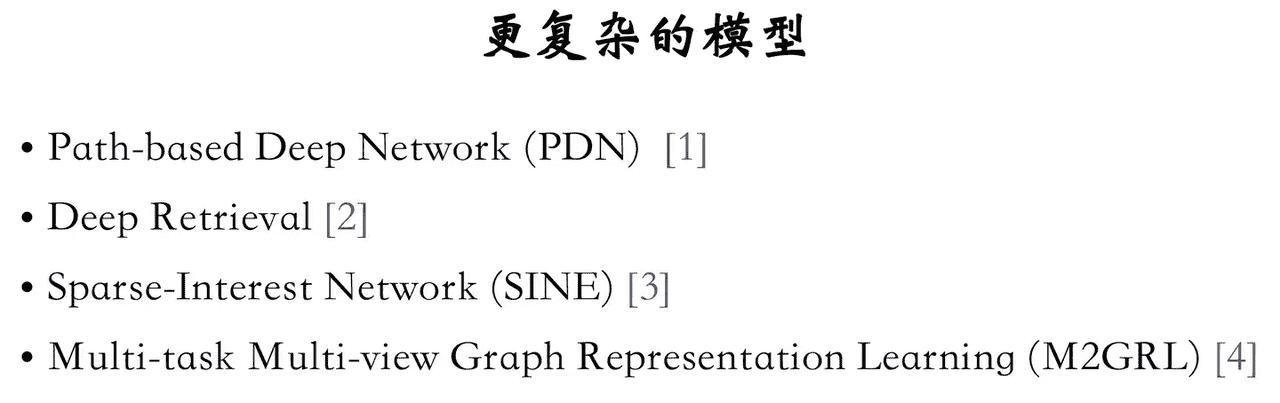 更复杂的模型
• Path-based Deep Network (PDN) [1]
• Deep Retrieval [2]
• Sparse-Interest Network (SINE) [3]
• Multi-task Multi-view Graph Representation Learning (M2GRL) [4]